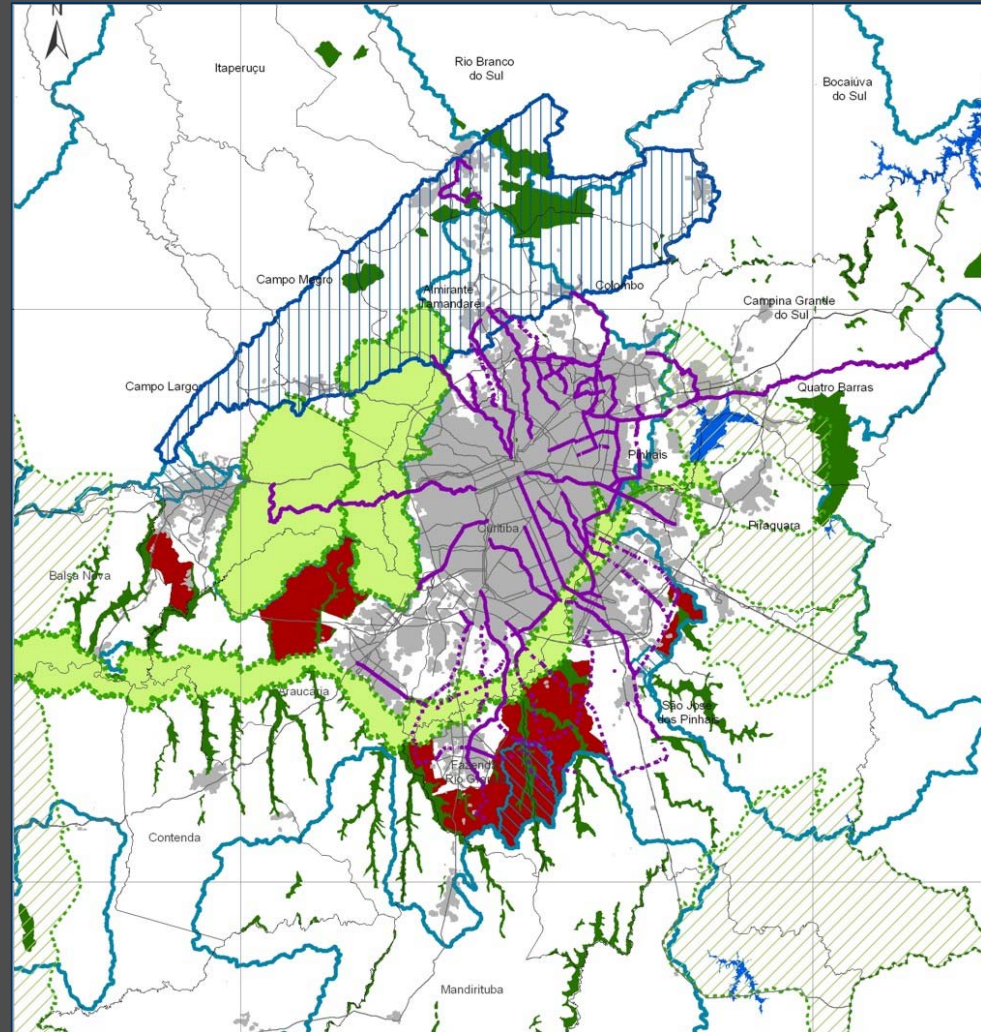 N
Itaperuçu
Rio Branco
do Sul
Bocaiúva
do Sul
Campo Megro
Almirante
Tamandaré
Colombo
Campina Grande
do Sul
Campo Largo
Quatro Barras
Pinhais
Curitiba
Piraquara
Balsa Nova
Araucária
São José
dos Pinhais
Fazenda
Rio Grande
Contenda
Mandirituba